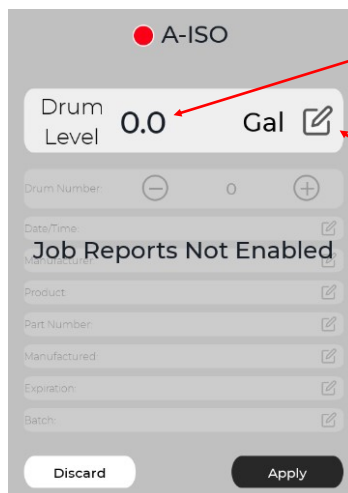 A-ISO
Drum
Level
0.0 Gal
Drum Number: 0
Date/Time:
Job Reports Not Enabled
Manufacturer:
Product:
Part Number:
Manufactured:
Expiration:
Batch:
Discard Apply